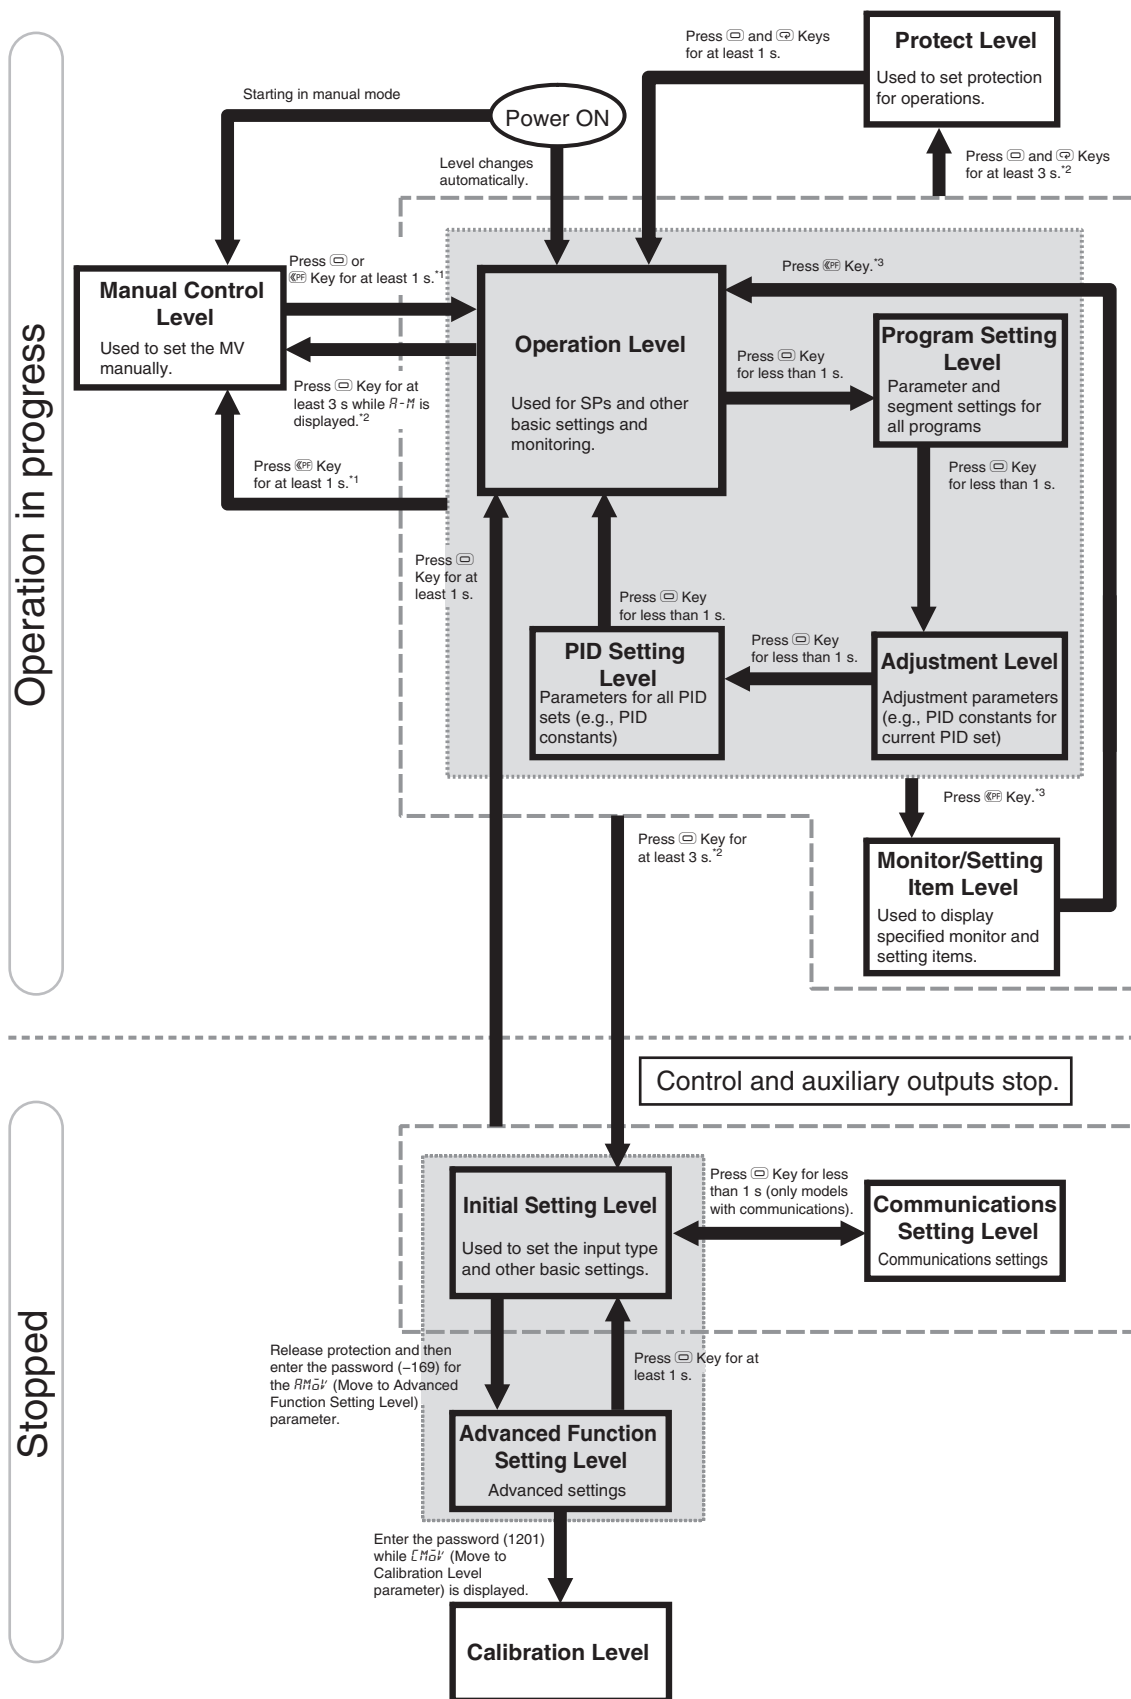 Operation in progress
Press and Keys
for at least 1 s.
Protect Level
Used to set protection
for operations.
Starting in manual mode
Power ON
Level changes
automatically.
Press and Keys
for at least 3 s.*2
Press or
PF Key for at least 1 s.*1
Manual Control
Level
Used to set the MV
manually.
Press PF Key.*3
Operation Level
Used for SPs and other
basic settings and
monitoring.
Press Key
for less than 1 s.
Program Setting
Level
Parameter and
segment settings for
all programs
Press Key for at
least 3 s while A-M is
displayed.*2
Press PF Key
for at least 1 s.*1
Press Key
for less than 1 s.
Press
Key for at
least 1 s.
Press Key
for less than 1 s.
PID Setting
Level
Parameters for all PID
sets (e.g., PID
constants)
Press Key
for less than 1 s.
Adjustment Level
Adjustment parameters
(e.g., PID constants for
current PID set)
Press PF Key.*3
Press Key for
at least 3 s.*2
Monitor/Setting
Item Level
Used to display
specified monitor and
setting items.
Control and auxiliary outputs stop.
Stopped
Initial Setting Level
Used to set the input type
and other basic settings.
Press Key for less
than 1 s (only models
with communications).
Communications
Setting Level
Communications settings
Release protection and then
enter the password (−169) for
the AMoV (Move to Advanced
Function Setting Level)
parameter.
Press Key for at
least 1 s.
Advanced Function
Setting Level
Advanced settings
Enter the password (1201)
while CMoV (Move to
Calibration Level
parameter) is displayed.
Calibration Level